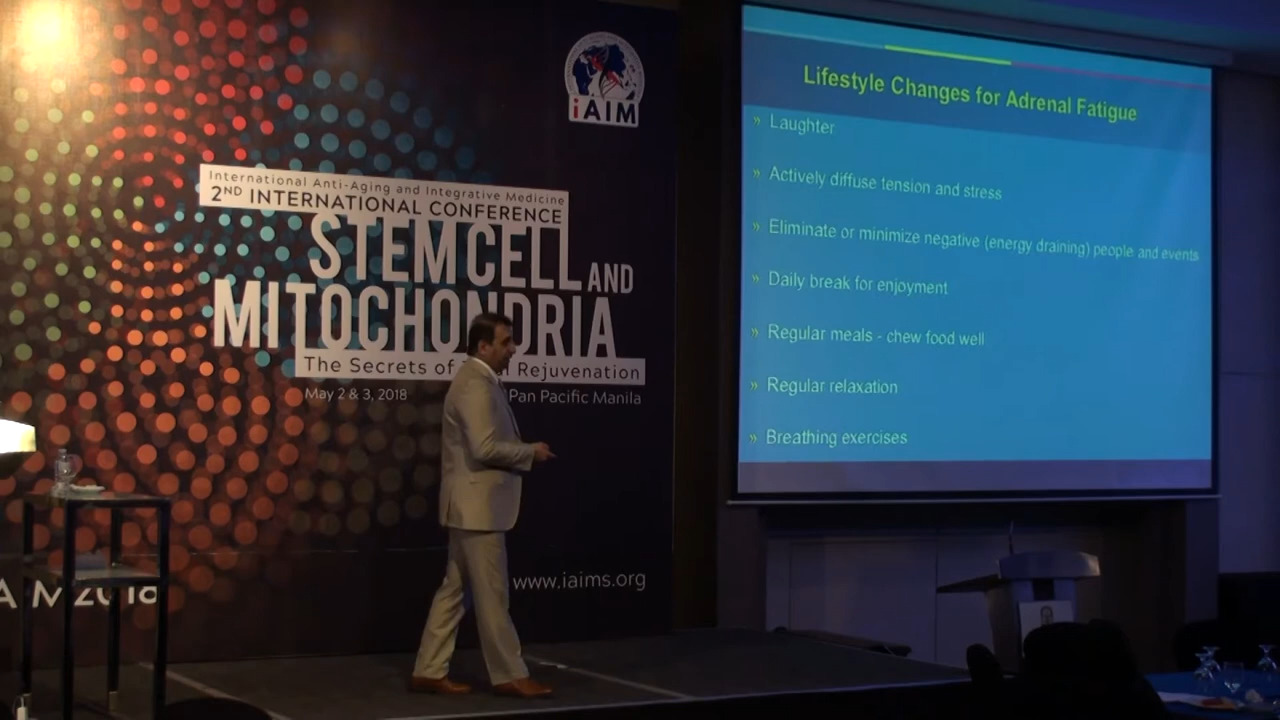 iAIM
International Anti-Aging and Integrative Medicine
2ND INTERNATIONAL CONFERENCE
STEMCELL AND
MITOCHONDRIA
The Secrets of Rejuvenation
May 2 & 3, 2018
Pan Pacific Manila
www.iaims.org
2018
Lifestyle Changes for Adrenal Fatigue
» Laughter
» Actively diffuse tension and stress
» Eliminate or minimize negative (energy draining) people and events
» Daily break for enjoyment
» Regular meals - chew food well
» Regular relaxation
» Breathing exercises